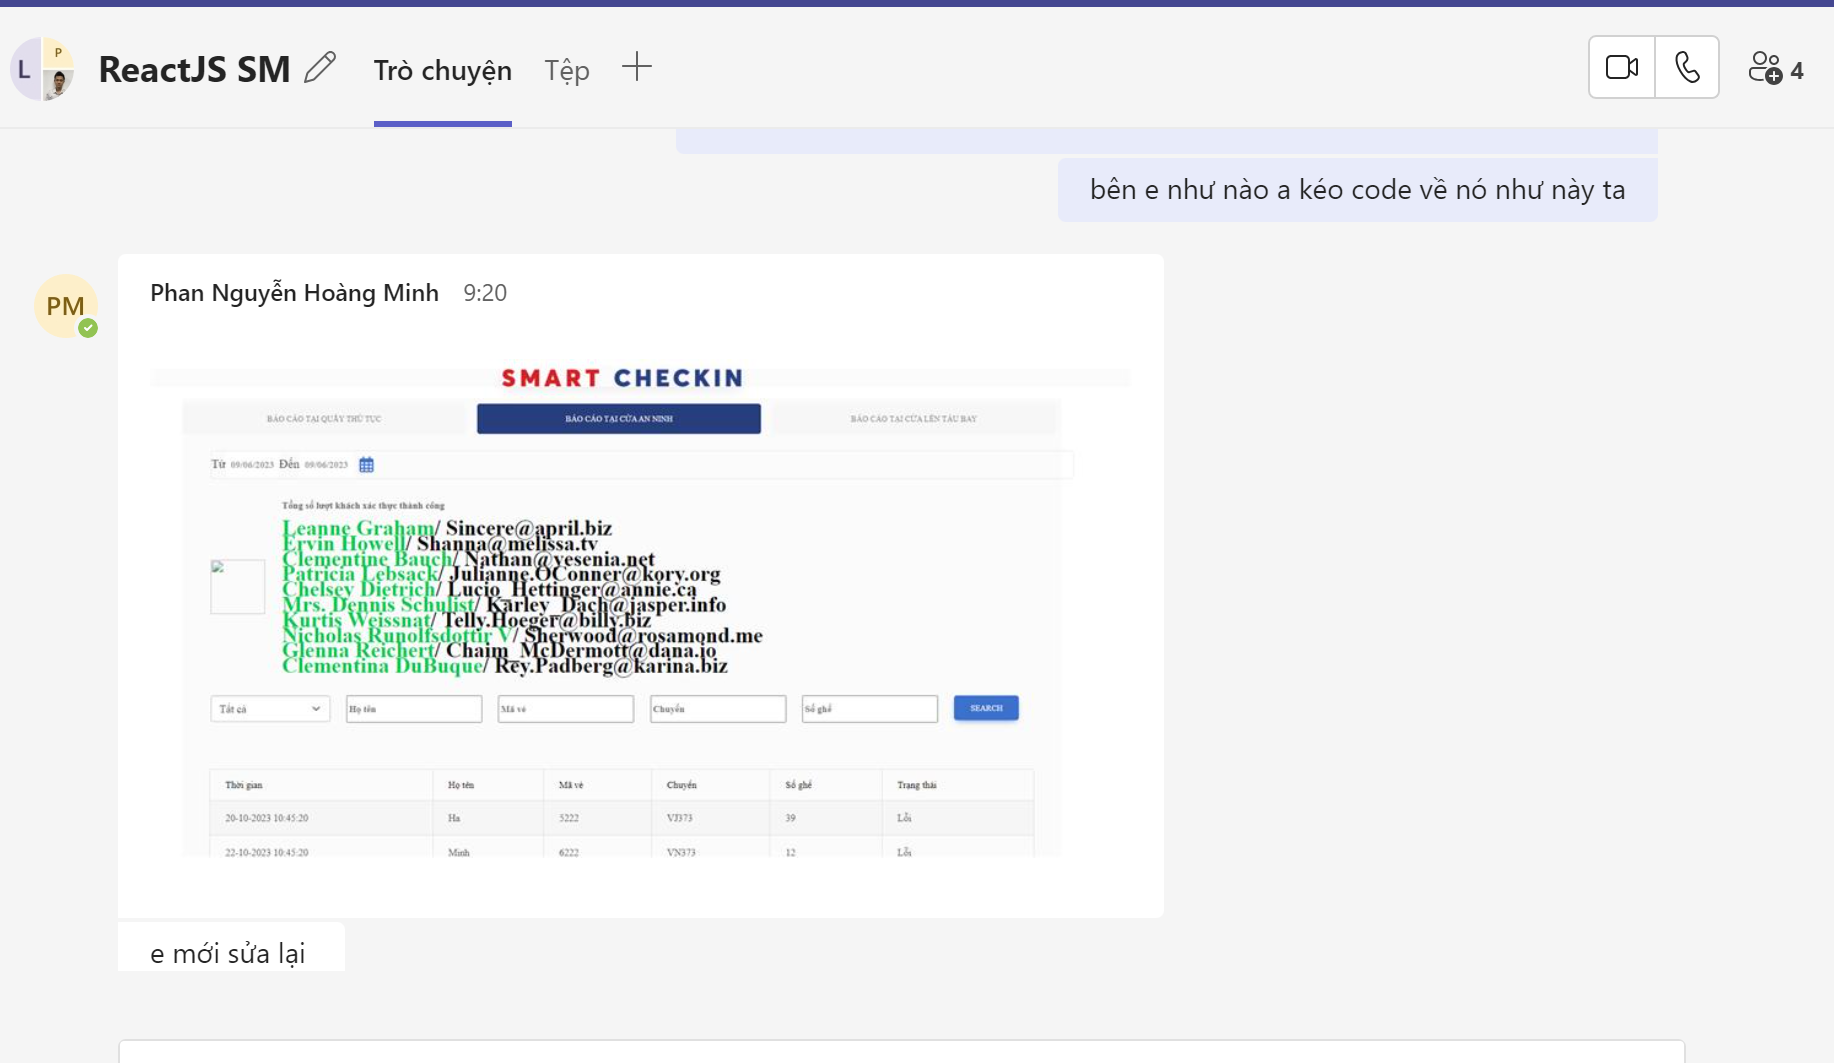 L
P
ReactJS SM
Trò chuyện
Tệp
4
bên e như nào a kéo code về nó như này ta
PM
Phan Nguyễn Hoàng Minh 9:20
SMART CHECKIN
BÁO CÁO TẠI QUẦY THỦ TỤC
BÁO CÁO TẠI CỬA AN NINH
BÁO CÁO TẠI CỬA LÊN TÀU BAY
Từ 09/06/2023 Đến 09/06/2023
Tổng số lượt khách xác thực thành công
Leanne Graham/ Sincere@april.biz
Ervin Howell/ Shanna@melissa.tv
Clementine Bauch/ Nathan@yesenia.net
Patricia Lebsack/ Julianne.OConner@kory.org
Chelsey Dietrich/ Lucio_Hettinger@annie.ca
Mrs. Dennis Schulist/ Karley_Dach@jasper.info
Kurtis Weissnat/ Telly.Hoeger@billy.biz
Nicholas Runolfsdottir V/ Sherwood@rosamond.me
Glenna Reichert/ Chaim_McDermott@dana.io
Clementina DuBuque/ Rey.Padberg@karina.biz
Tất cả
Họ tên
Mã vé
Chuyến
Số ghế
SEARCH
Thời gian Họ tên Mã vé Chuyến Số ghế Trạng thái
20-10-2023 10:45:20 Ha 5222 VJ373 39 Lỗi
22-10-2023 10:45:20 Minh 6222 VN373 12 Lỗi
e mới sửa lại